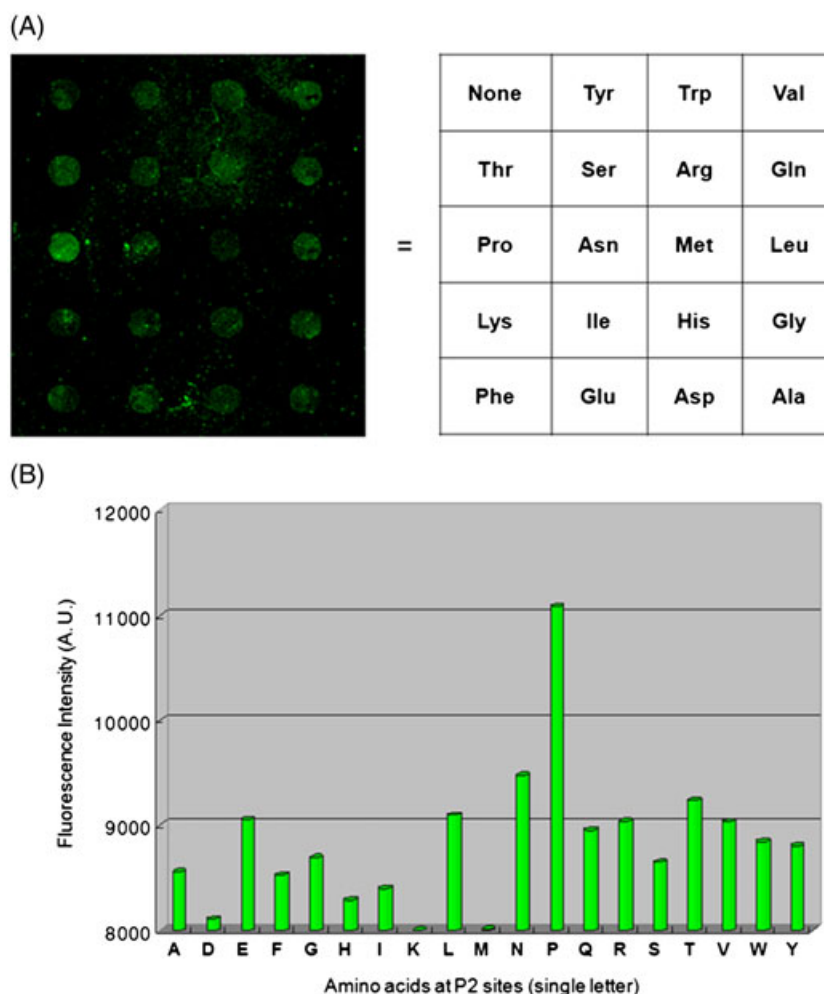 (A)
None Tyr Trp Val
Thr Ser Arg Gln
=
Pro Asn Met Leu
Lys Ile His Gly
Phe Glu Asp Ala
(B)
12000
11000
10000
9000
8000
Fluorescence Intensity (A. U.)
A D E F G H I K L M N P Q R S T V W Y
Amino acids at P2 sites (single letter)